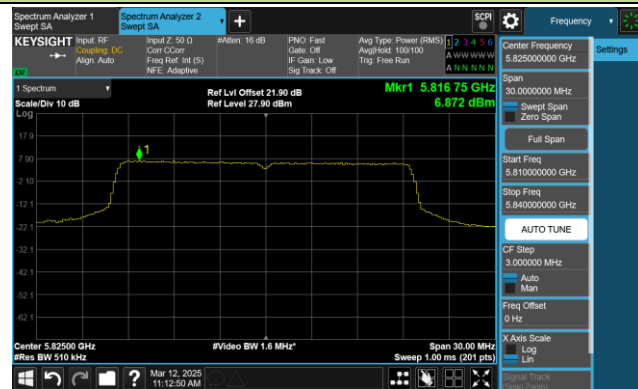 Spectrum Analyzer 1
Swept SA
Spectrum Analyzer 2
Swept SA
SCPI
Frequency
KEYSIGHT
Input: RF
Coupling: DC
Align: Auto
Input Z: 50 Ω
Corr CCorr
Freq Ref: Int (S)
NFE: Adaptive
#Atten: 16 dB
PNO: Fast
Gate: Off
IF Gain: Low
Sig Track: Off
Avg Type: Power (RMS)
Avg|Hold: 100/100
Trig: Free Run
1 2 3 4 5 6
A W W W W W
A N N N N N
1 Spectrum
Scale/Div 10 dB
Log
Ref Lvl Offset 21.90 dB
Ref Level 27.90 dBm
Mkr1 5.816 75 GHz
6.872 dBm
17.9
7.90
-2.10
-12.1
-22.1
-32.1
-42.1
-52.1
-62.1
1
Center 5.82500 GHz
#Res BW 510 kHz
#Video BW 1.6 MHz*
Span 30.00 MHz
Sweep 1.00 ms (201 pts)
Mar 12, 2025
11:12:50 AM
Center Frequency
5.825000000 GHz
Settings
Span
30.0000000 MHz
Swept Span
Zero Span
Full Span
Start Freq
5.810000000 GHz
Stop Freq
5.840000000 GHz
AUTO TUNE
CF Step
3.000000 MHz
Auto
Man
Freq Offset
0 Hz
X Axis Scale
Log
Lin
Signal Track